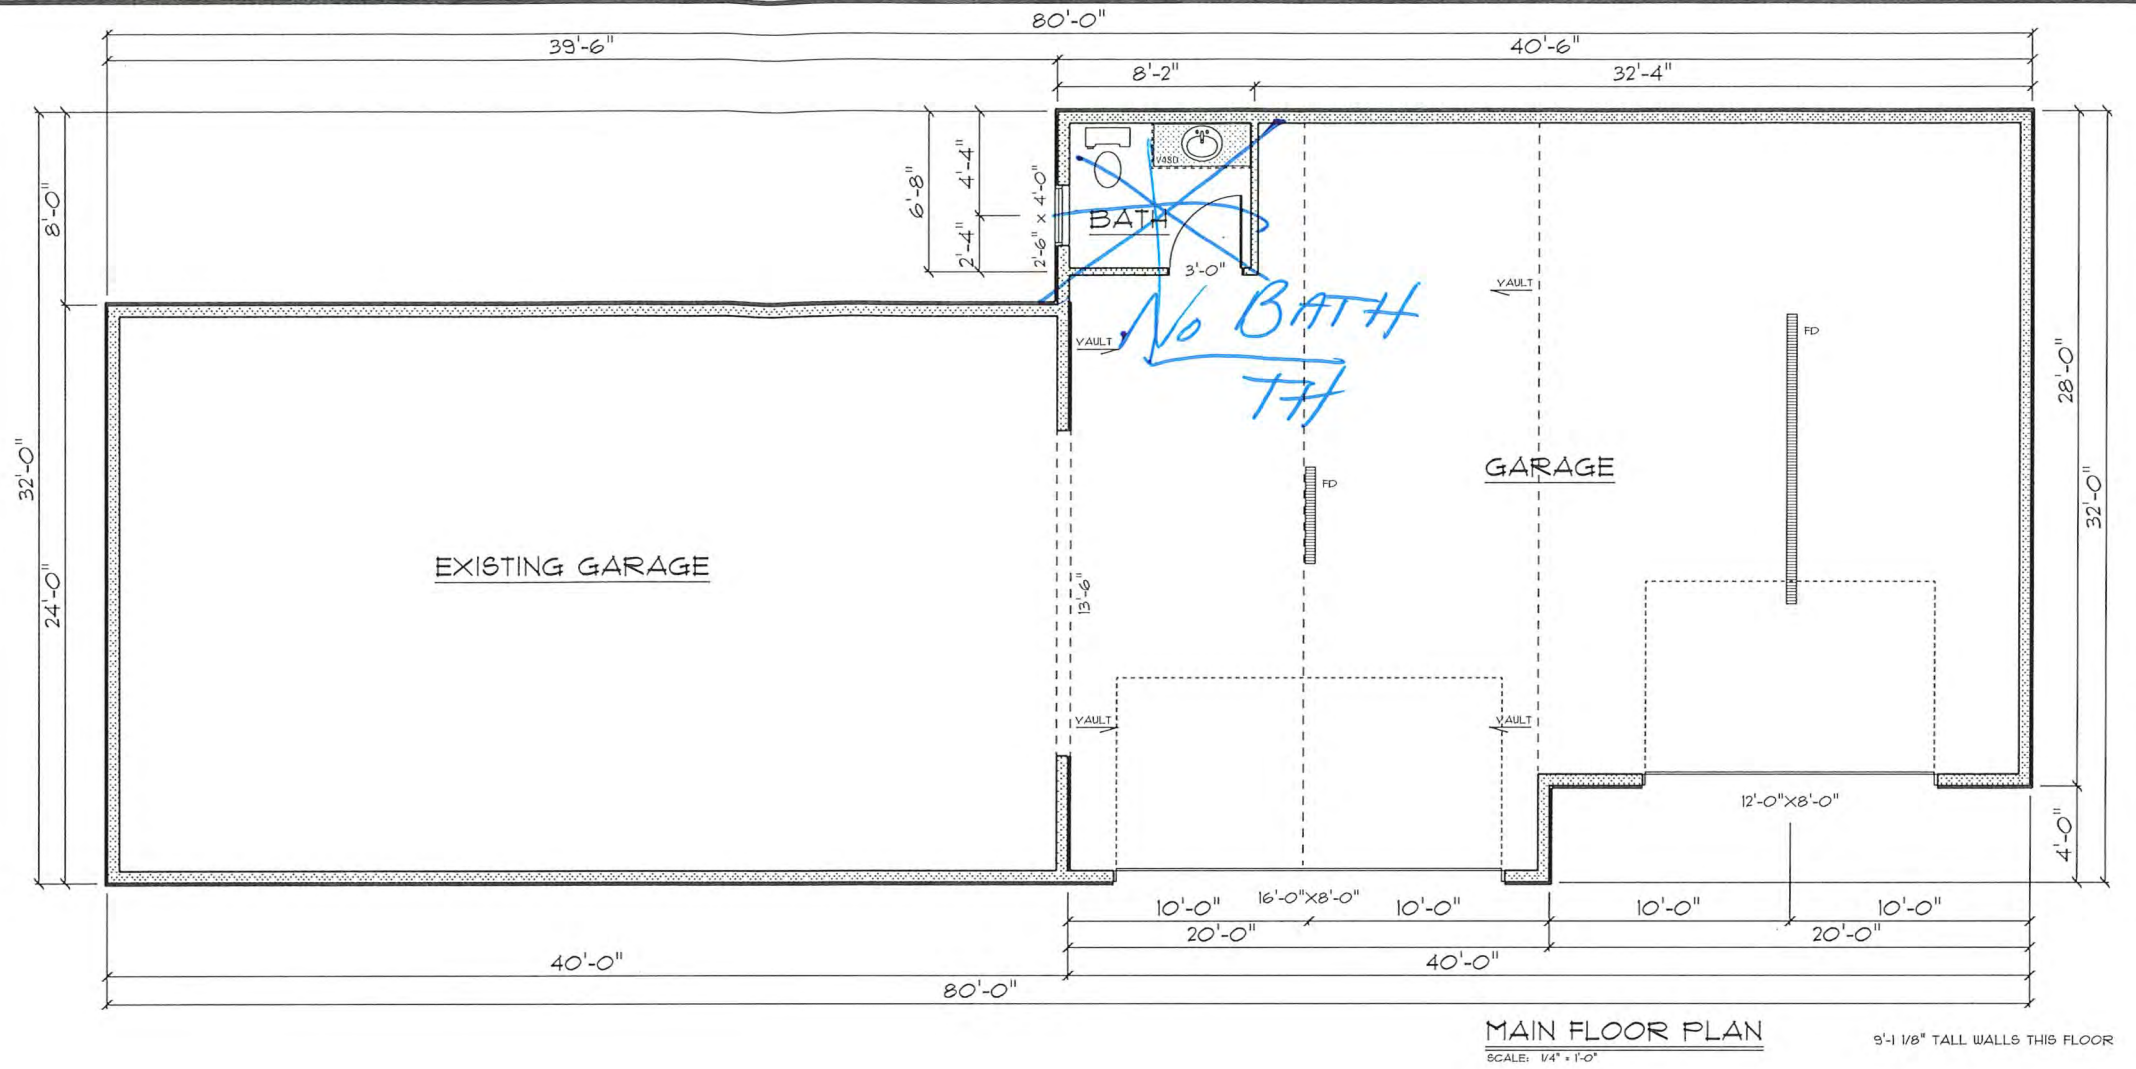 80'-0"
39'-6"
40'-6"
8'-2"
32'-4"
8'-0"
6'-8"
4'-4"
2'-4"
2'-6" x 4'-0"
V48D
BATH
3'-0"
VAULT
FD
No BATH
VAULT
TH
28'-0"
32'-0"
32'-0"
GARAGE
FD
EXISTING GARAGE
24'-0"
13'-6"
VAULT
VAULT
12'-0"X8'-0"
4'-0"
16'-0"X8'-0"
10'-0"
10'-0"
10'-0"
10'-0"
20'-0"
20'-0"
40'-0"
40'-0"
80'-0"
MAIN FLOOR PLAN
SCALE: 1/4" = 1'-0"
9'-1 1/8" TALL WALLS THIS FLOOR